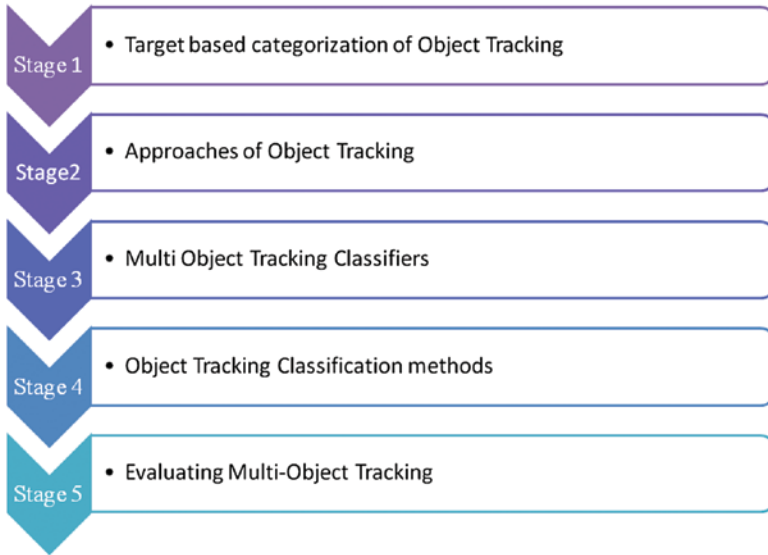 Stage 1
• Target based categorization of Object Tracking
Stage2
• Approaches of Object Tracking
Stage 3
• Multi Object Tracking Classifiers
Stage 4
• Object Tracking Classification methods
Stage 5
• Evaluating Multi-Object Tracking